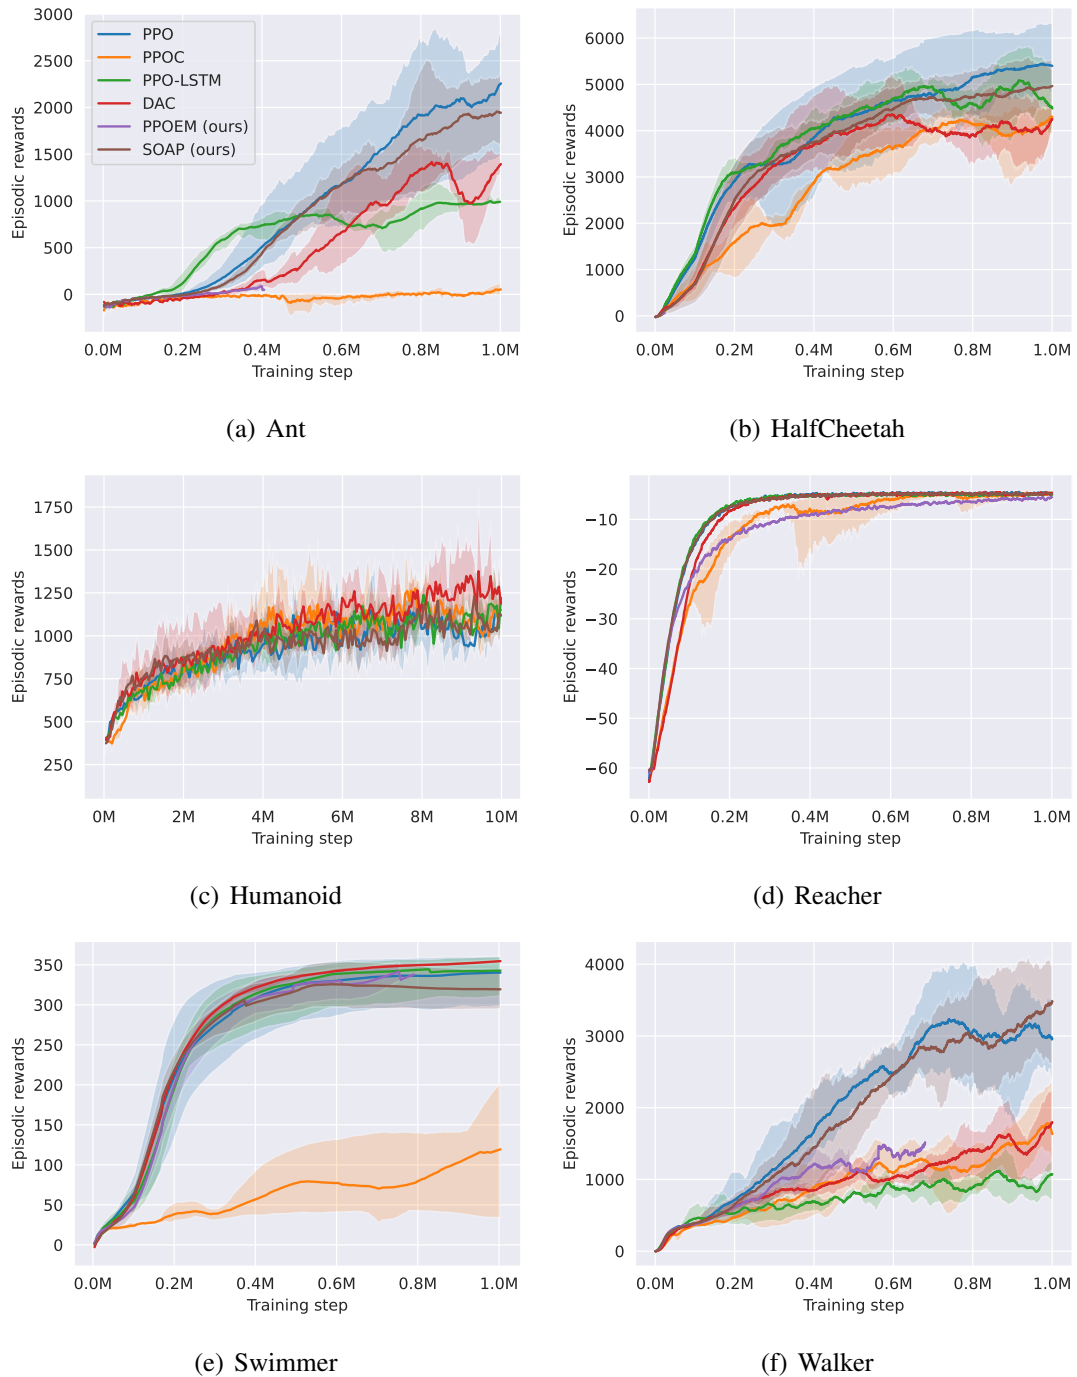 3000
2500
2000
1500
1000
500
0
Episodic rewards
PPO
PPOC
PPO-LSTM
DAC
PPOEM (ours)
SOAP (ours)
0.0M 0.2M 0.4M 0.6M 0.8M 1.0M
Training step
(a) Ant
6000
5000
4000
3000
2000
1000
0
Episodic rewards
0.0M 0.2M 0.4M 0.6M 0.8M 1.0M
Training step
(b) HalfCheetah
1750
1500
1250
1000
750
500
250
Episodic rewards
0M 2M 4M 6M 8M 10M
Training step
(c) Humanoid
−10
−20
−30
−40
−50
−60
Episodic rewards
0.0M 0.2M 0.4M 0.6M 0.8M 1.0M
Training step
(d) Reacher
350
300
250
200
150
100
50
0
Episodic rewards
0.0M 0.2M 0.4M 0.6M 0.8M 1.0M
Training step
(e) Swimmer
4000
3000
2000
1000
0
Episodic rewards
0.0M 0.2M 0.4M 0.6M 0.8M 1.0M
Training step
(f) Walker